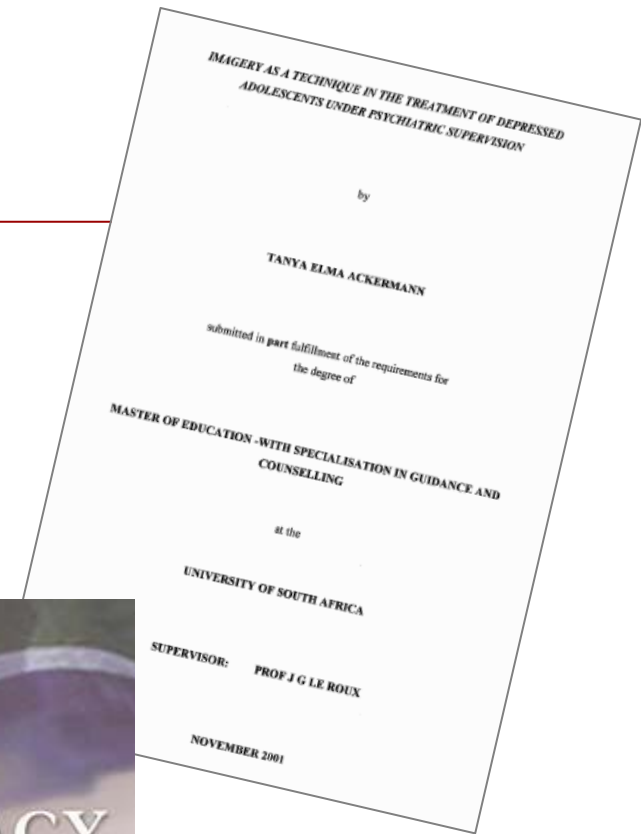 IMAGERY AS A TECHNIQUE IN THE TREATMENT OF DEPRESSED
ADOLESCENTS UNDER PSYCHIATRIC SUPERVISION
by
TANYA ELMA ACKERMANN
submitted in part fulfillment of the requirements for
the degree of
MASTER OF EDUCATION -WITH SPECIALISATION IN GUIDANCE AND
COUNSELLING
at the
UNIVERSITY OF SOUTH AFRICA
SUPERVISOR: PROF J G LE ROUX
NOVEMBER 2001